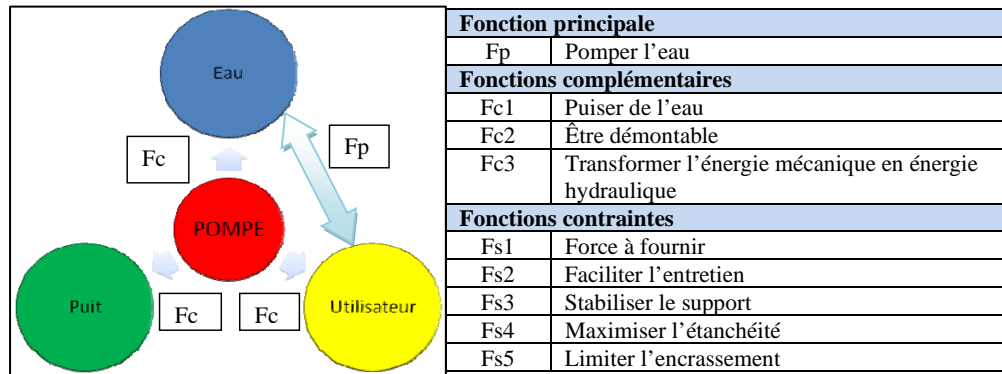 Eau
Fc
Fp
POMPE
Puit
Fc
Fc
Utilisateur
Fonction principale
Fp Pomper l’eau
Fonctions complémentaires
Fc1 Puiser de l’eau
Fc2 Être démontable
Fc3 Transformer l’énergie mécanique en énergie
hydraulique
Fonctions contraintes
Fs1 Force à fournir
Fs2 Faciliter l’entretien
Fs3 Stabiliser le support
Fs4 Maximiser l’étanchéité
Fs5 Limiter l’encrassement